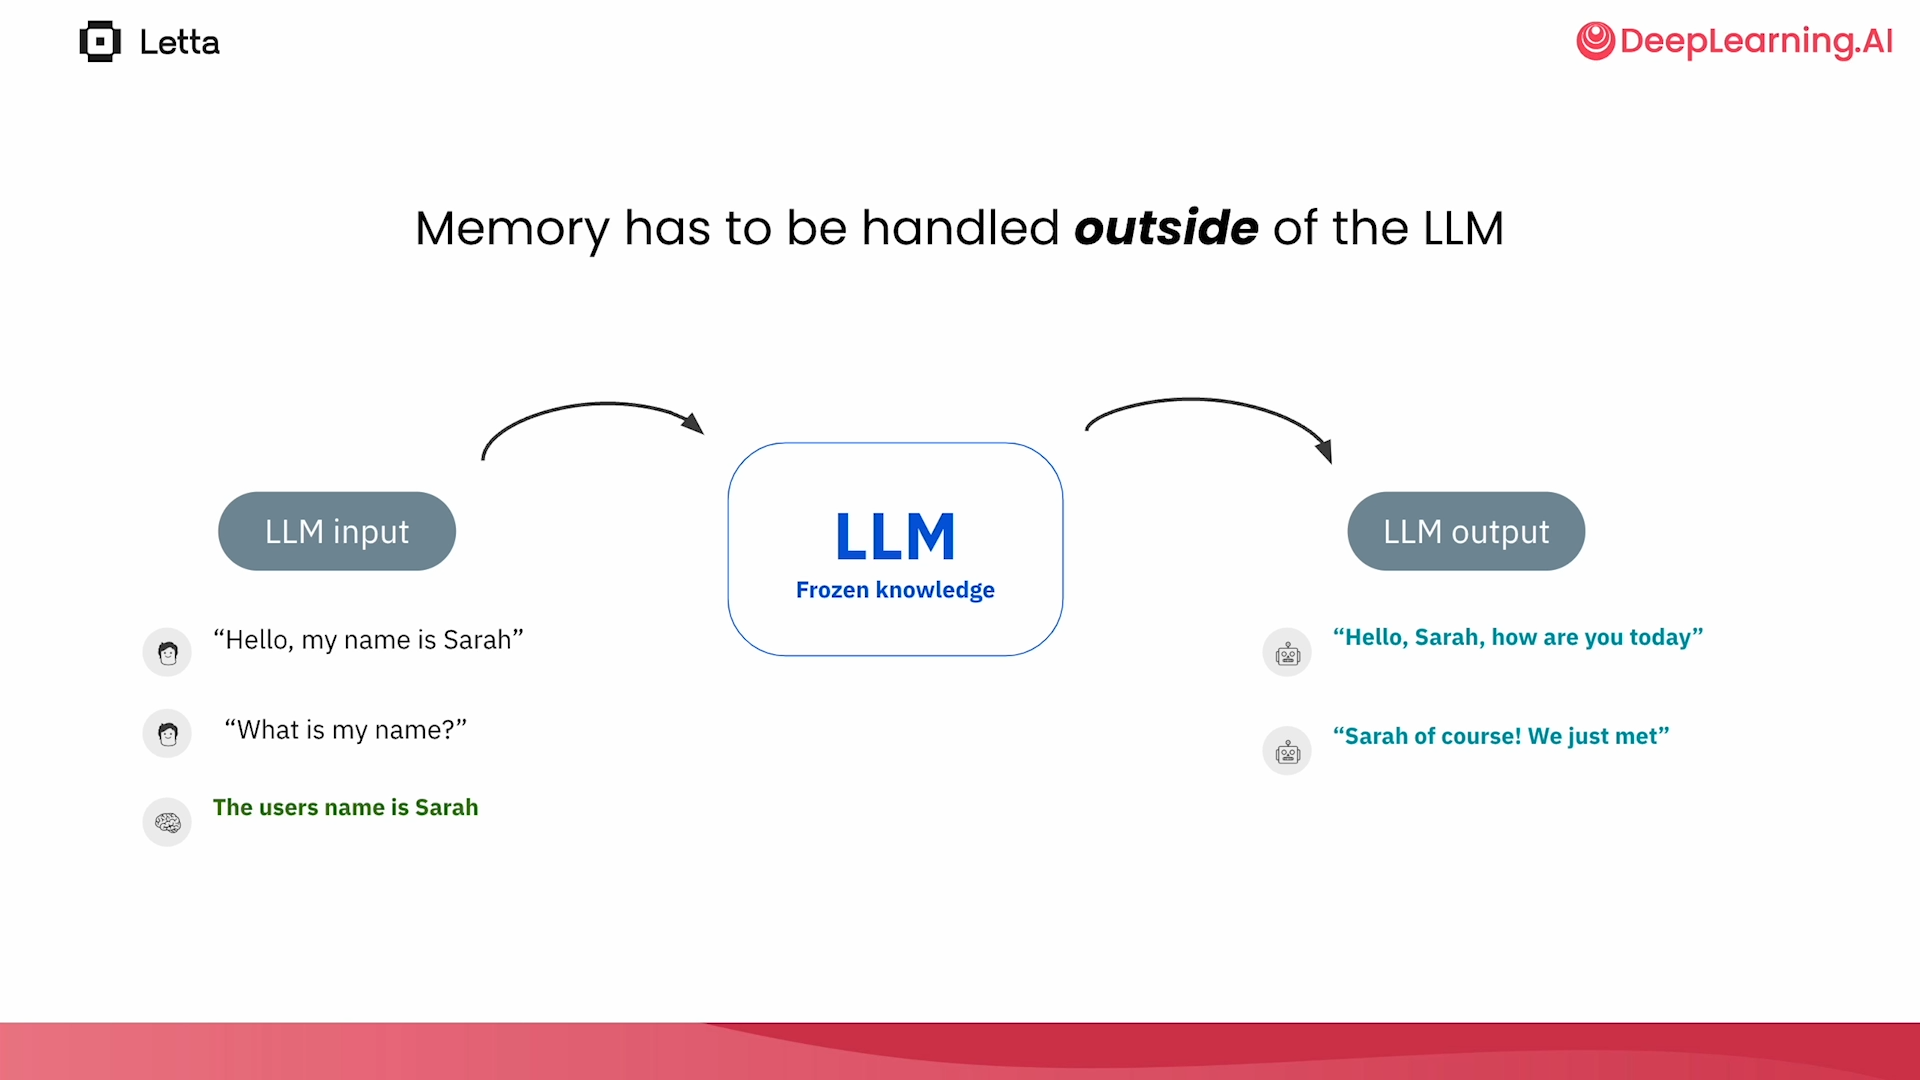 Letta
DeepLearning.AI
Memory has to be handled outside of the LLM
LLM input
LLM
Frozen knowledge
LLM output
“Hello, my name is Sarah”
“What is my name?”
The users name is Sarah
“Hello, Sarah, how are you today”
“Sarah of course! We just met”